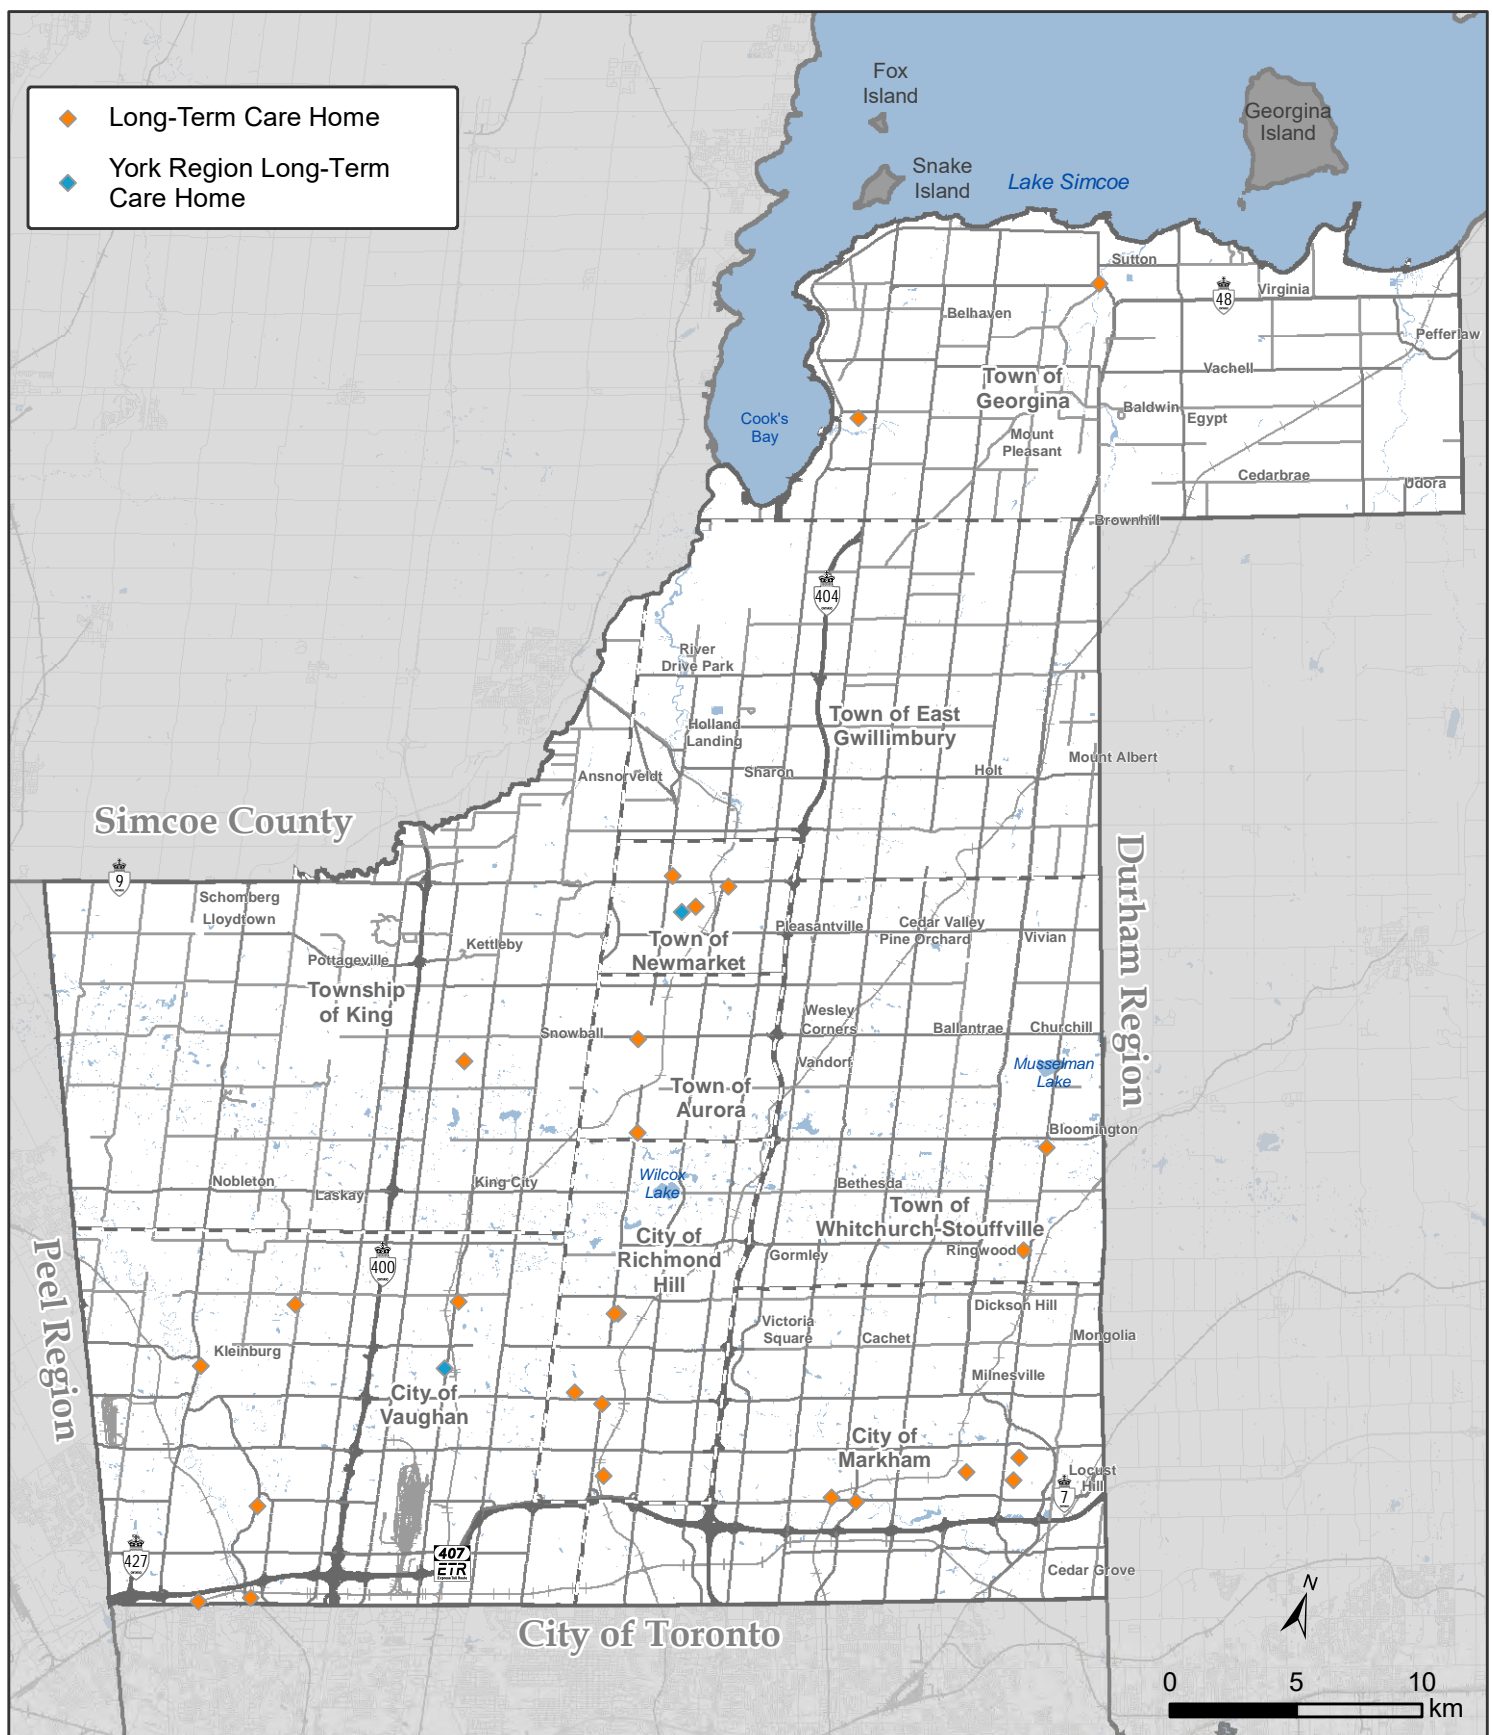 Long-Term Care Home
York Region Long-Term
Care Home
Fox
Island
Georgina
Island
Snake
Island
Lake Simcoe
Sutton
48
Virginia
Belhaven
Pefferlaw
Vachell
Town of
Georgina
Baldwin
Egypt
Cook's
Bay
Mount
Pleasant
Cedarbrae
Udora
Brownhill
404
River
Drive Park
Holland
Landing
Town of East
Gwillimbury
Mount Albert
Ansnorveldt
Sharon
Holt
Simcoe County
Durham Region
9
Schomberg
Lloydtown
Pleasantville
Cedar Valley
Pine Orchard
Vivian
Kettleby
Town of
Newmarket
Pottageville
Township
of King
Wesley
Corners
Snowball
Ballantrae
Churchill
Vandorf
Musselman
Lake
Town of
Aurora
Bloomington
Nobleton
Laskay
King City
Wilcox
Lake
Bethesda
Town of
Whitchurch-Stouffville
City of
Richmond
Hill
Gormley
Ringwood
Peel Region
400
Dickson Hill
Victoria
Square
Cachet
Mongolia
Kleinburg
Milnesville
City of
Vaughan
City of
Markham
Locust
Hill
7
427
407
ETR
Cedar Grove
City of Toronto
N
0 5 10
km